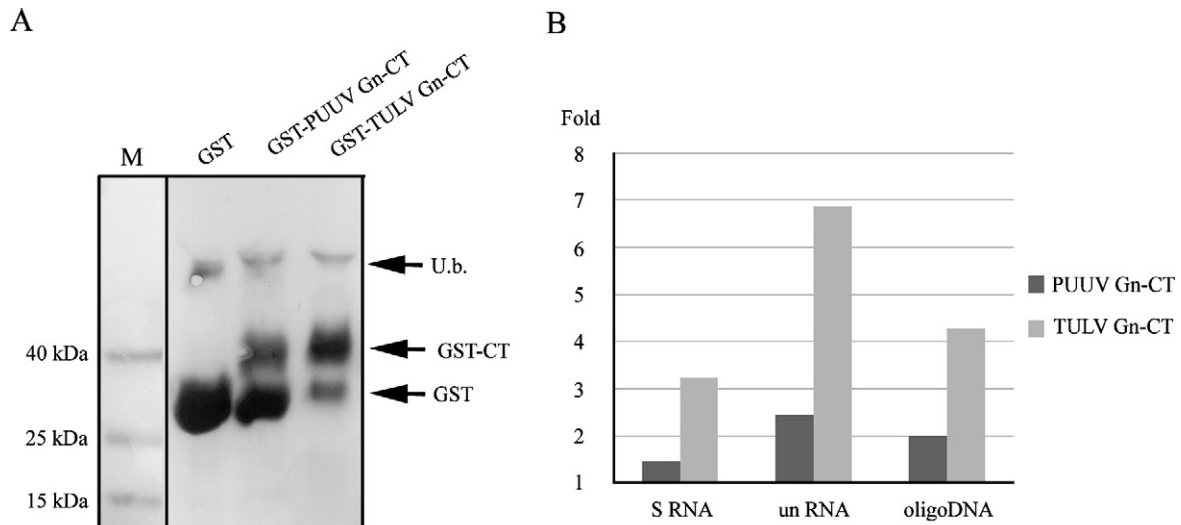 A
M
GST
GST-PUUV Gn-CT
GST-TULV Gn-CT
U.b.
40 kDa
GST-CT
GST
25 kDa
15 kDa
B
Fold
8
7
6
5
4
3
2
1
S RNA
un RNA
oligoDNA
PUUV Gn-CT
TULV Gn-CT